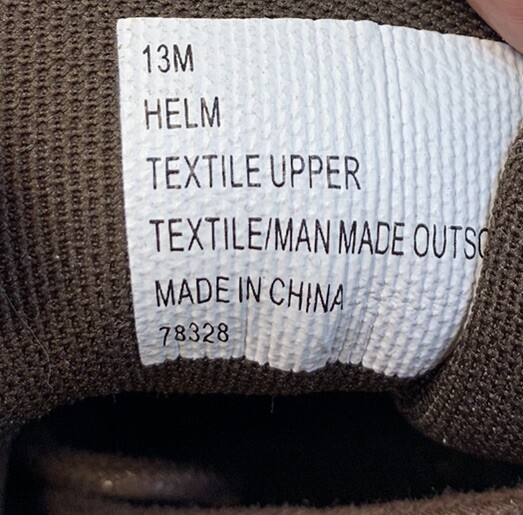 13M
HELM
TEXTILE UPPER
TEXTILE/MAN MADE
MADE IN CHINA
78328